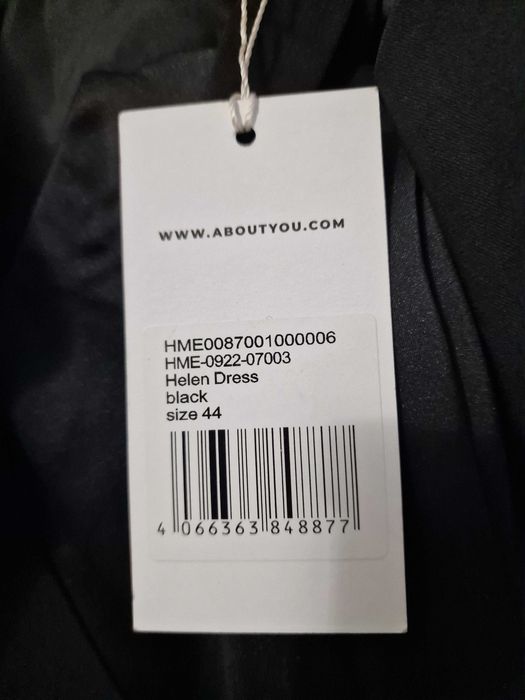 WWW.ABOUTYOU.COM
HME0087001000006
HME-0922-07003
Helen Dress
black
size 44
4 066363 848877